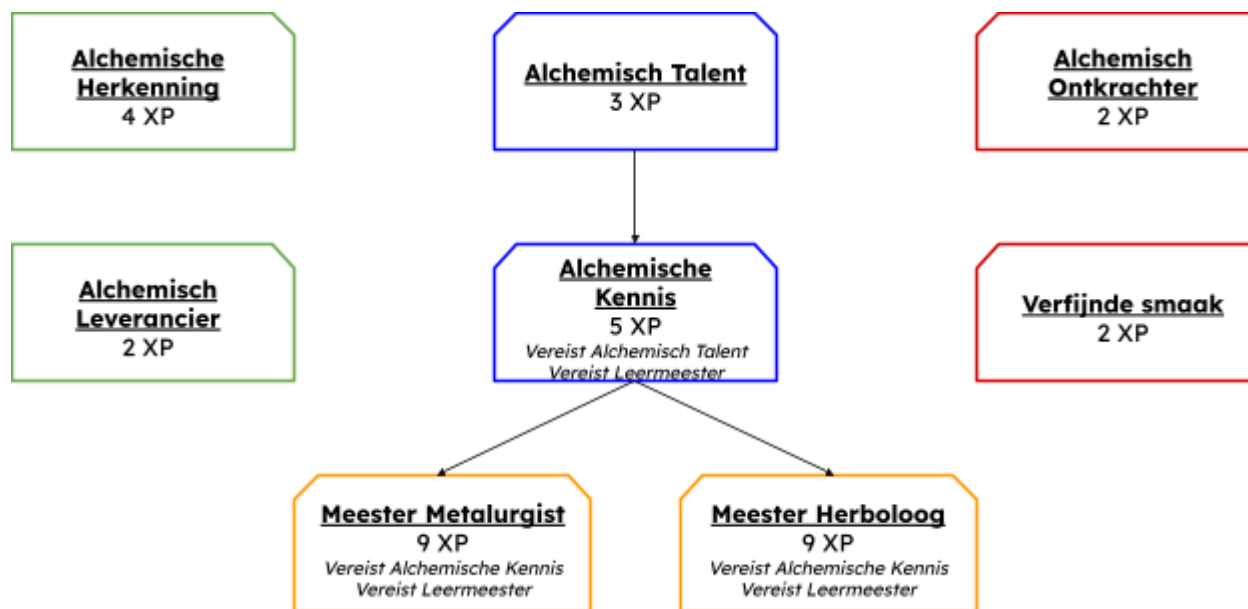 Alchemische
Herkenning
4 XP
Alchemisch Talent
3 XP
Alchemisch
Ontkrachter
2 XP
Alchemisch
Leverancier
2 XP
Alchemische
Kennis
5 XP
Vereist Alchemisch Talent
Vereist Leermeester
Verfijnde smaak
2 XP
Meester Metalurgist
9 XP
Vereist Alchemische Kennis
Vereist Leermeester
Meester Herboloog
9 XP
Vereist Alchemische Kennis
Vereist Leermeester